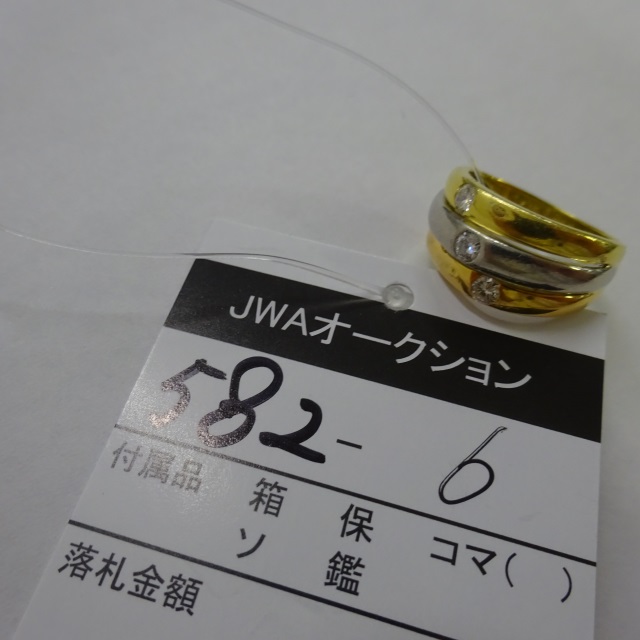 JWAオークション
582-6
付属品 箱 保 コマ( )
ソ 鑑
落札金額